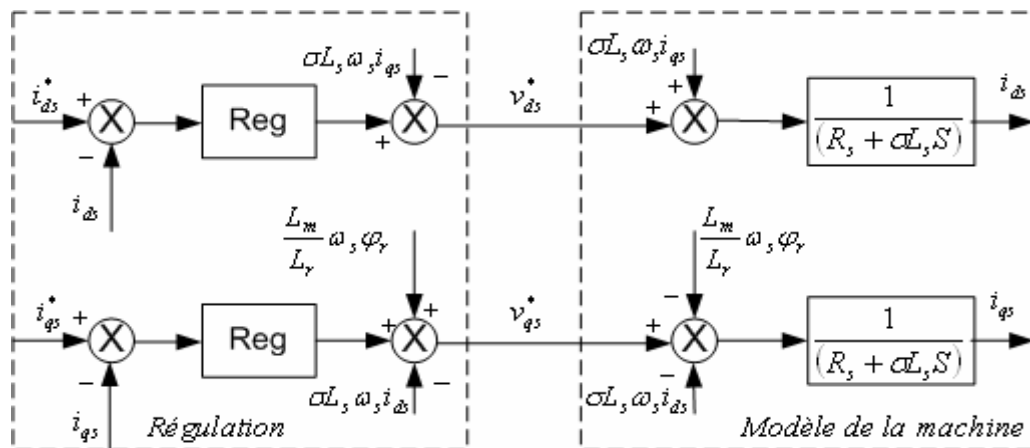 σL_s ω_s i_qs
−
σL_s ω_s i_qs
i*_ds + X − Reg + X v*_ds + + X 1/(R_s + σL_s S) i_ds
i_ds
L_m/L_r ω_s φ_r
L_m/L_r ω_s φ_r
i*_qs + X − Reg + + X − v*_qs + − X − 1/(R_s + σL_s S) i_qs
σL_s ω_s i_ds
σL_s ω_s i_ds
i_qs
Régulation
Modèle de la machine